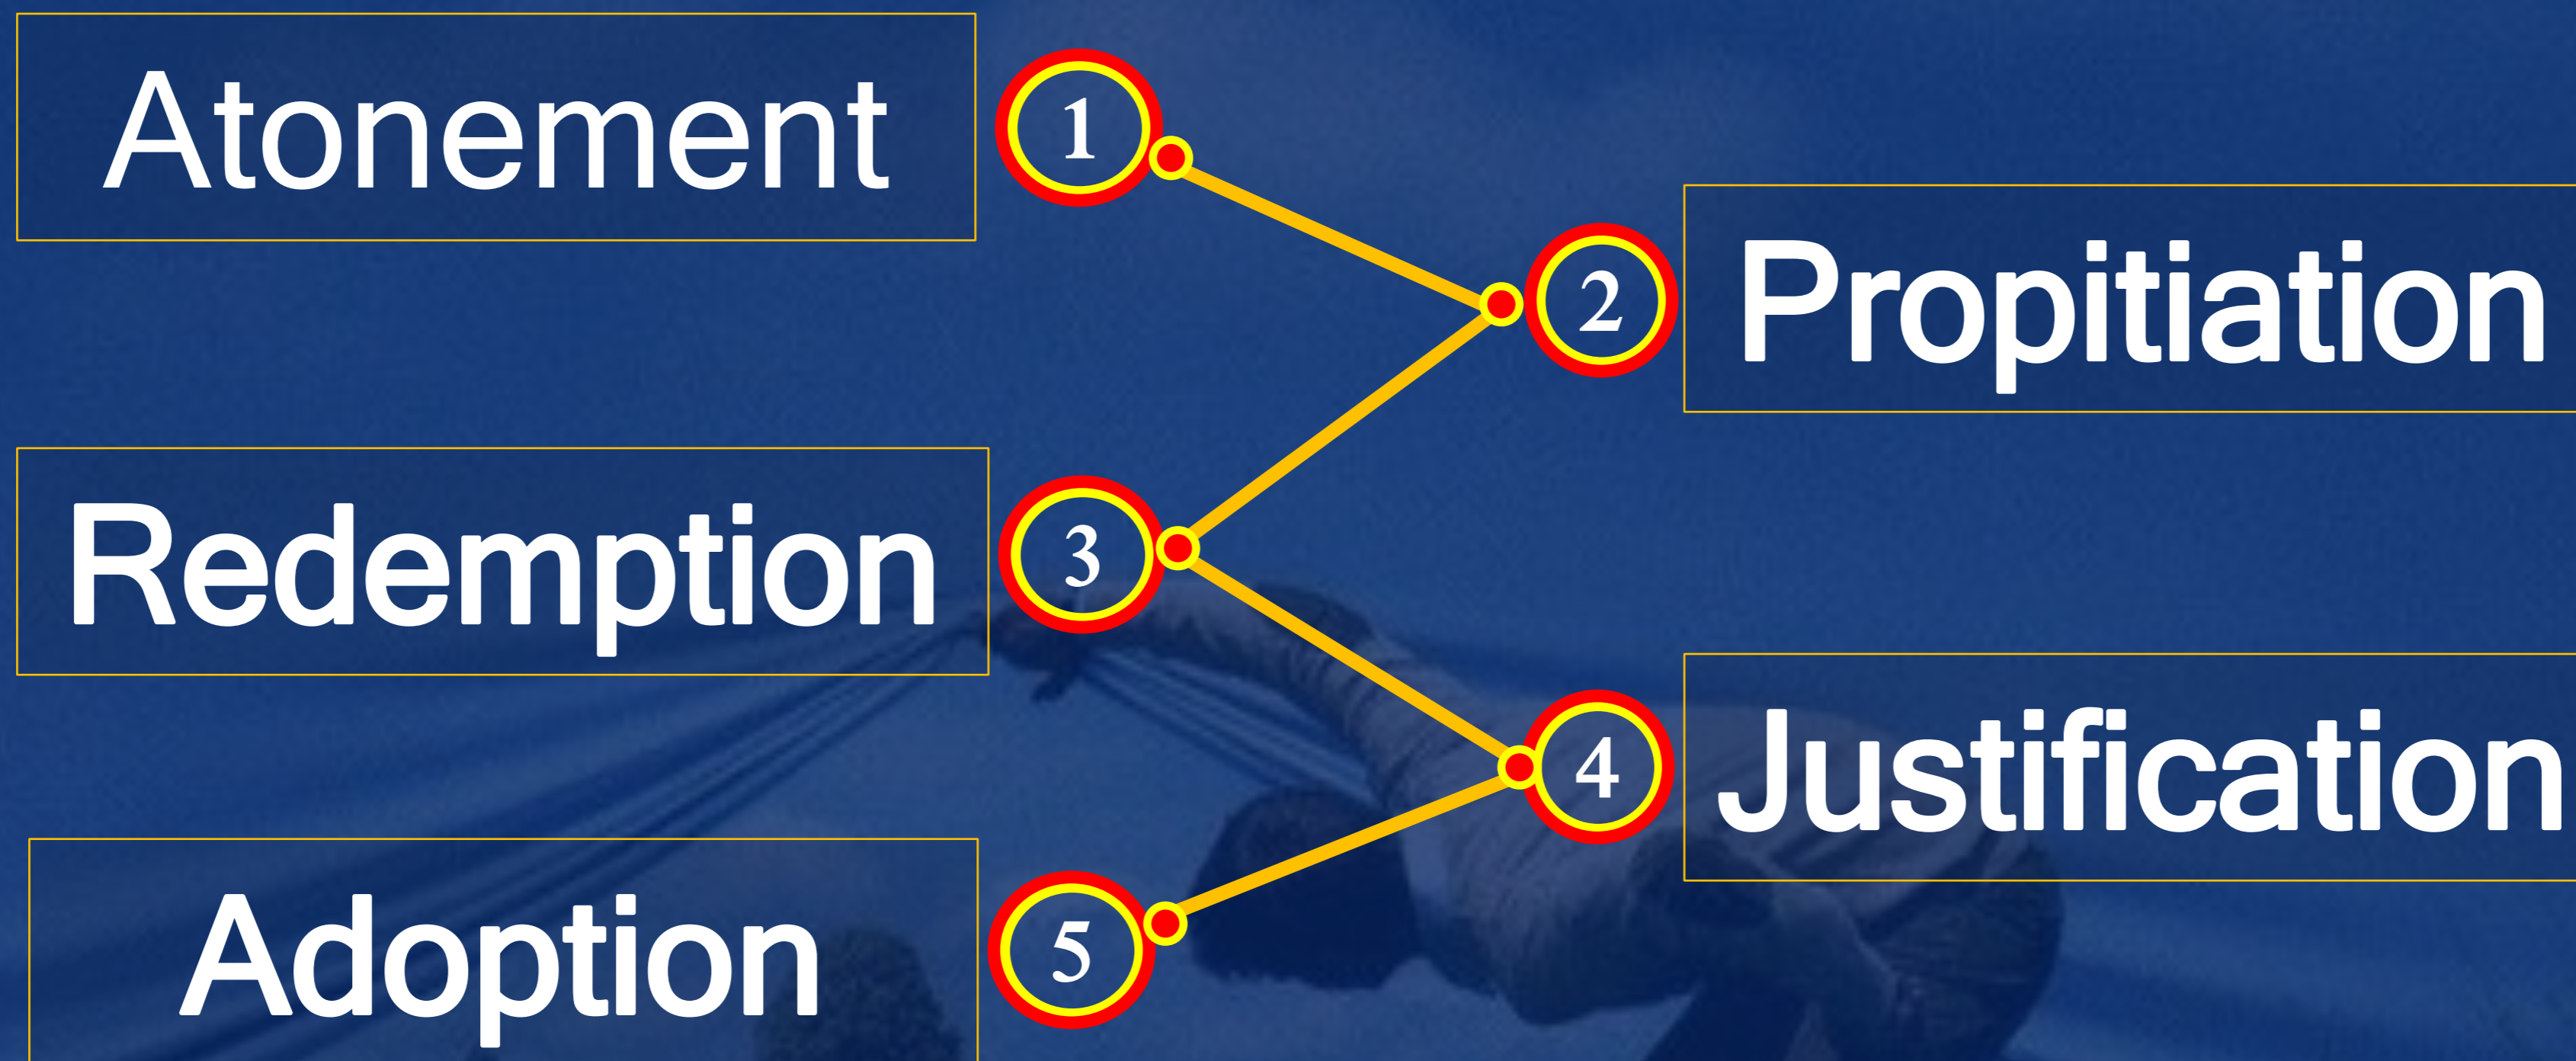 Atonement
1
2
Propitiation
Redemption
3
4
Justification
Adoption
5